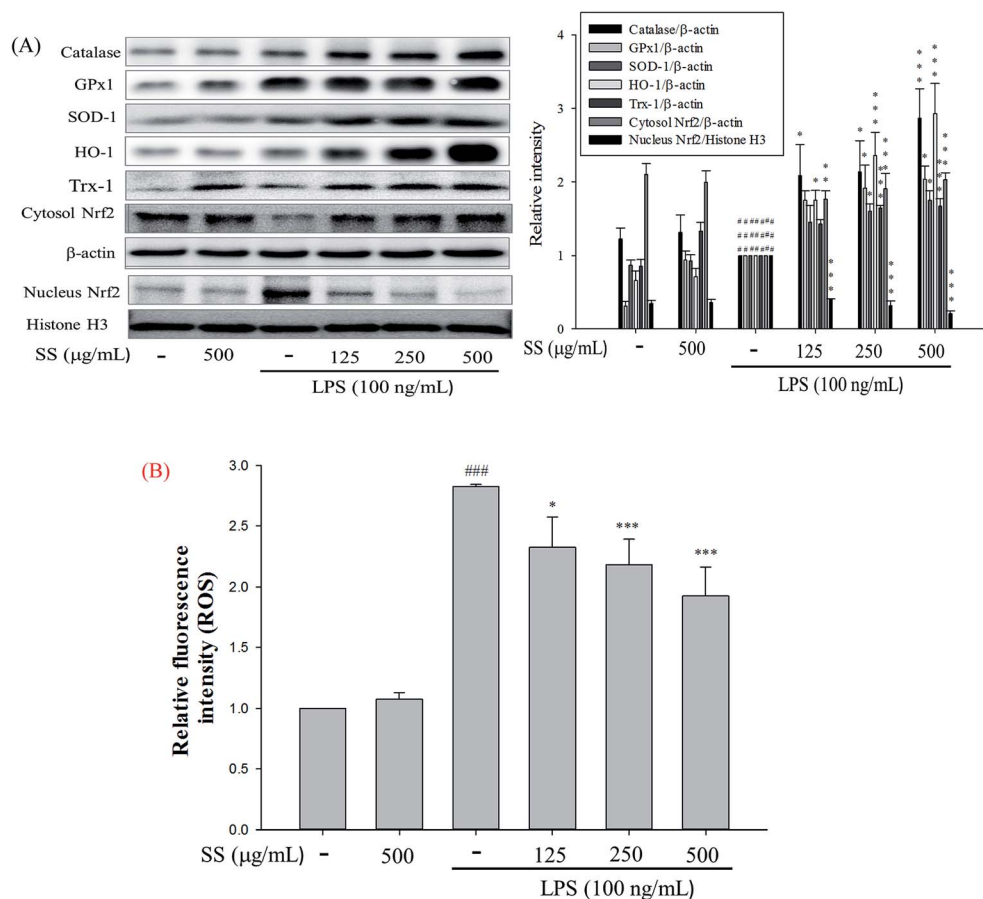 (A)
Catalase
GPx1
SOD-1
HO-1
Trx-1
Cytosol Nrf2
β-actin
Nucleus Nrf2
Histone H3
SS (μg/mL) - 500 - 125 250 500
LPS (100 ng/mL)
Catalase/β-actin
GPx1/β-actin
SOD-1/β-actin
HO-1/β-actin
Trx-1/β-actin
Cytosol Nrf2/β-actin
Nucleus Nrf2/Histone H3
Relative intensity
4
3
2
1
0
SS (μg/mL) - 500 - 125 250 500
LPS (100 ng/mL)
(B)
Relative fluorescence
intensity (ROS)
3.0
2.5
2.0
1.5
1.0
0.5
0.0
###
*
***
***
SS (μg/mL) - 500 - 125 250 500
LPS (100 ng/mL)